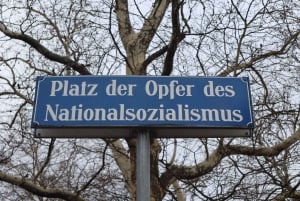 Platz der Opfer des
Nationalsozialismus